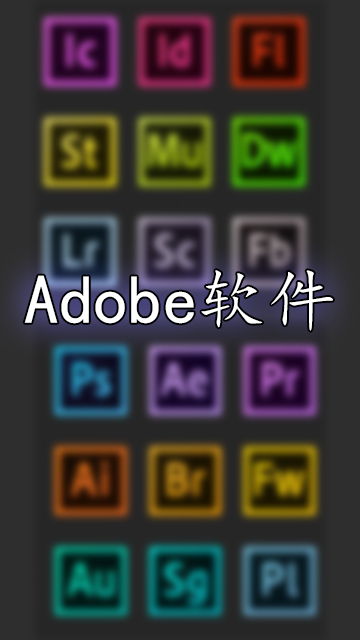 Ic Id Fl
St Mu Dw
Lr Sc Fb
Adobe软件
Ps Ae Pr
Ai Br Fw
Au Sg Pl